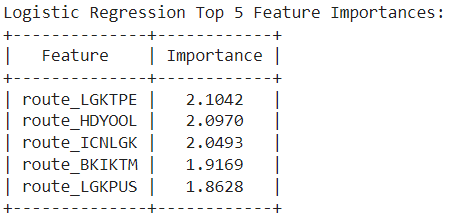 Logistic Regression Top 5 Feature Importances:
+--------------+------------+
| Feature | Importance |
+--------------+------------+
| route_LGKTPE | 2.1042 |
| route_HDYOOL | 2.0970 |
| route_ICNLGK | 2.0493 |
| route_BKIKTM | 1.9169 |
| route_LGKPUS | 1.8628 |
+--------------+------------+